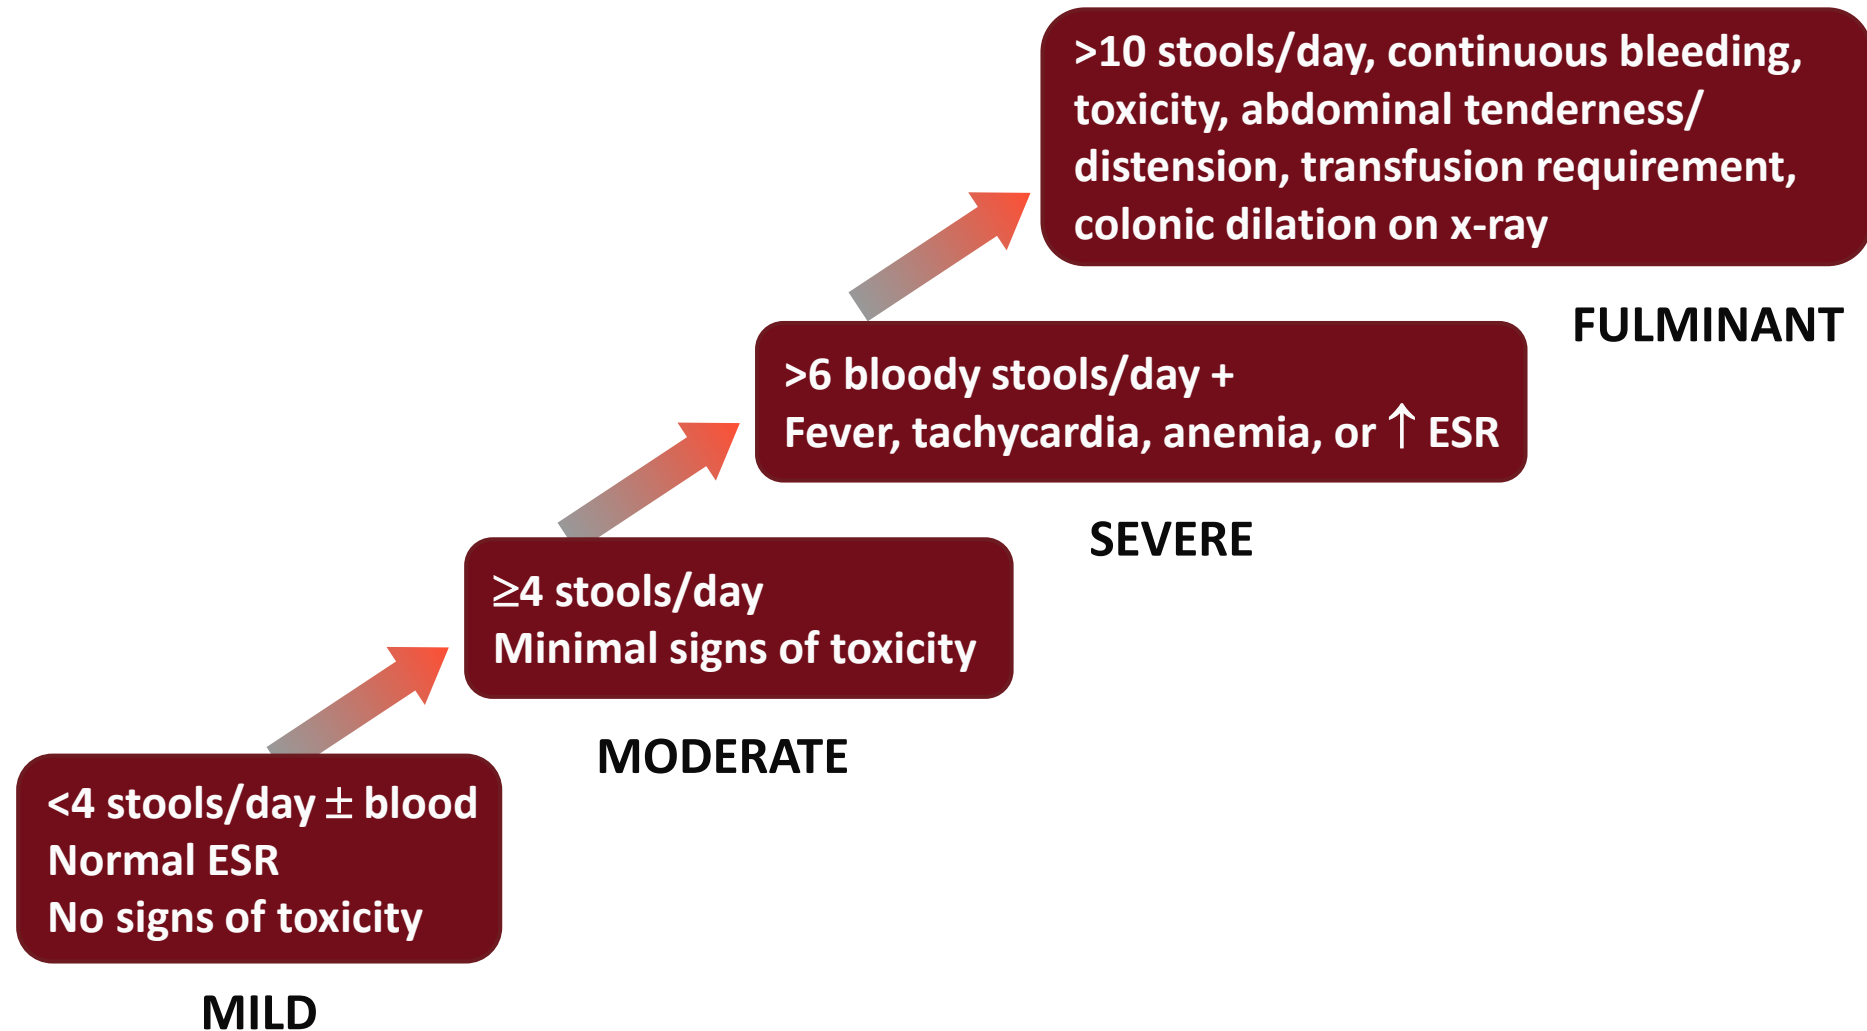 >10 stools/day, continuous bleeding,
toxicity, abdominal tenderness/
distension, transfusion requirement,
colonic dilation on x-ray
FULMINANT
>6 bloody stools/day +
Fever, tachycardia, anemia, or ↑ ESR
SEVERE
≥4 stools/day
Minimal signs of toxicity
MODERATE
<4 stools/day ± blood
Normal ESR
No signs of toxicity
MILD